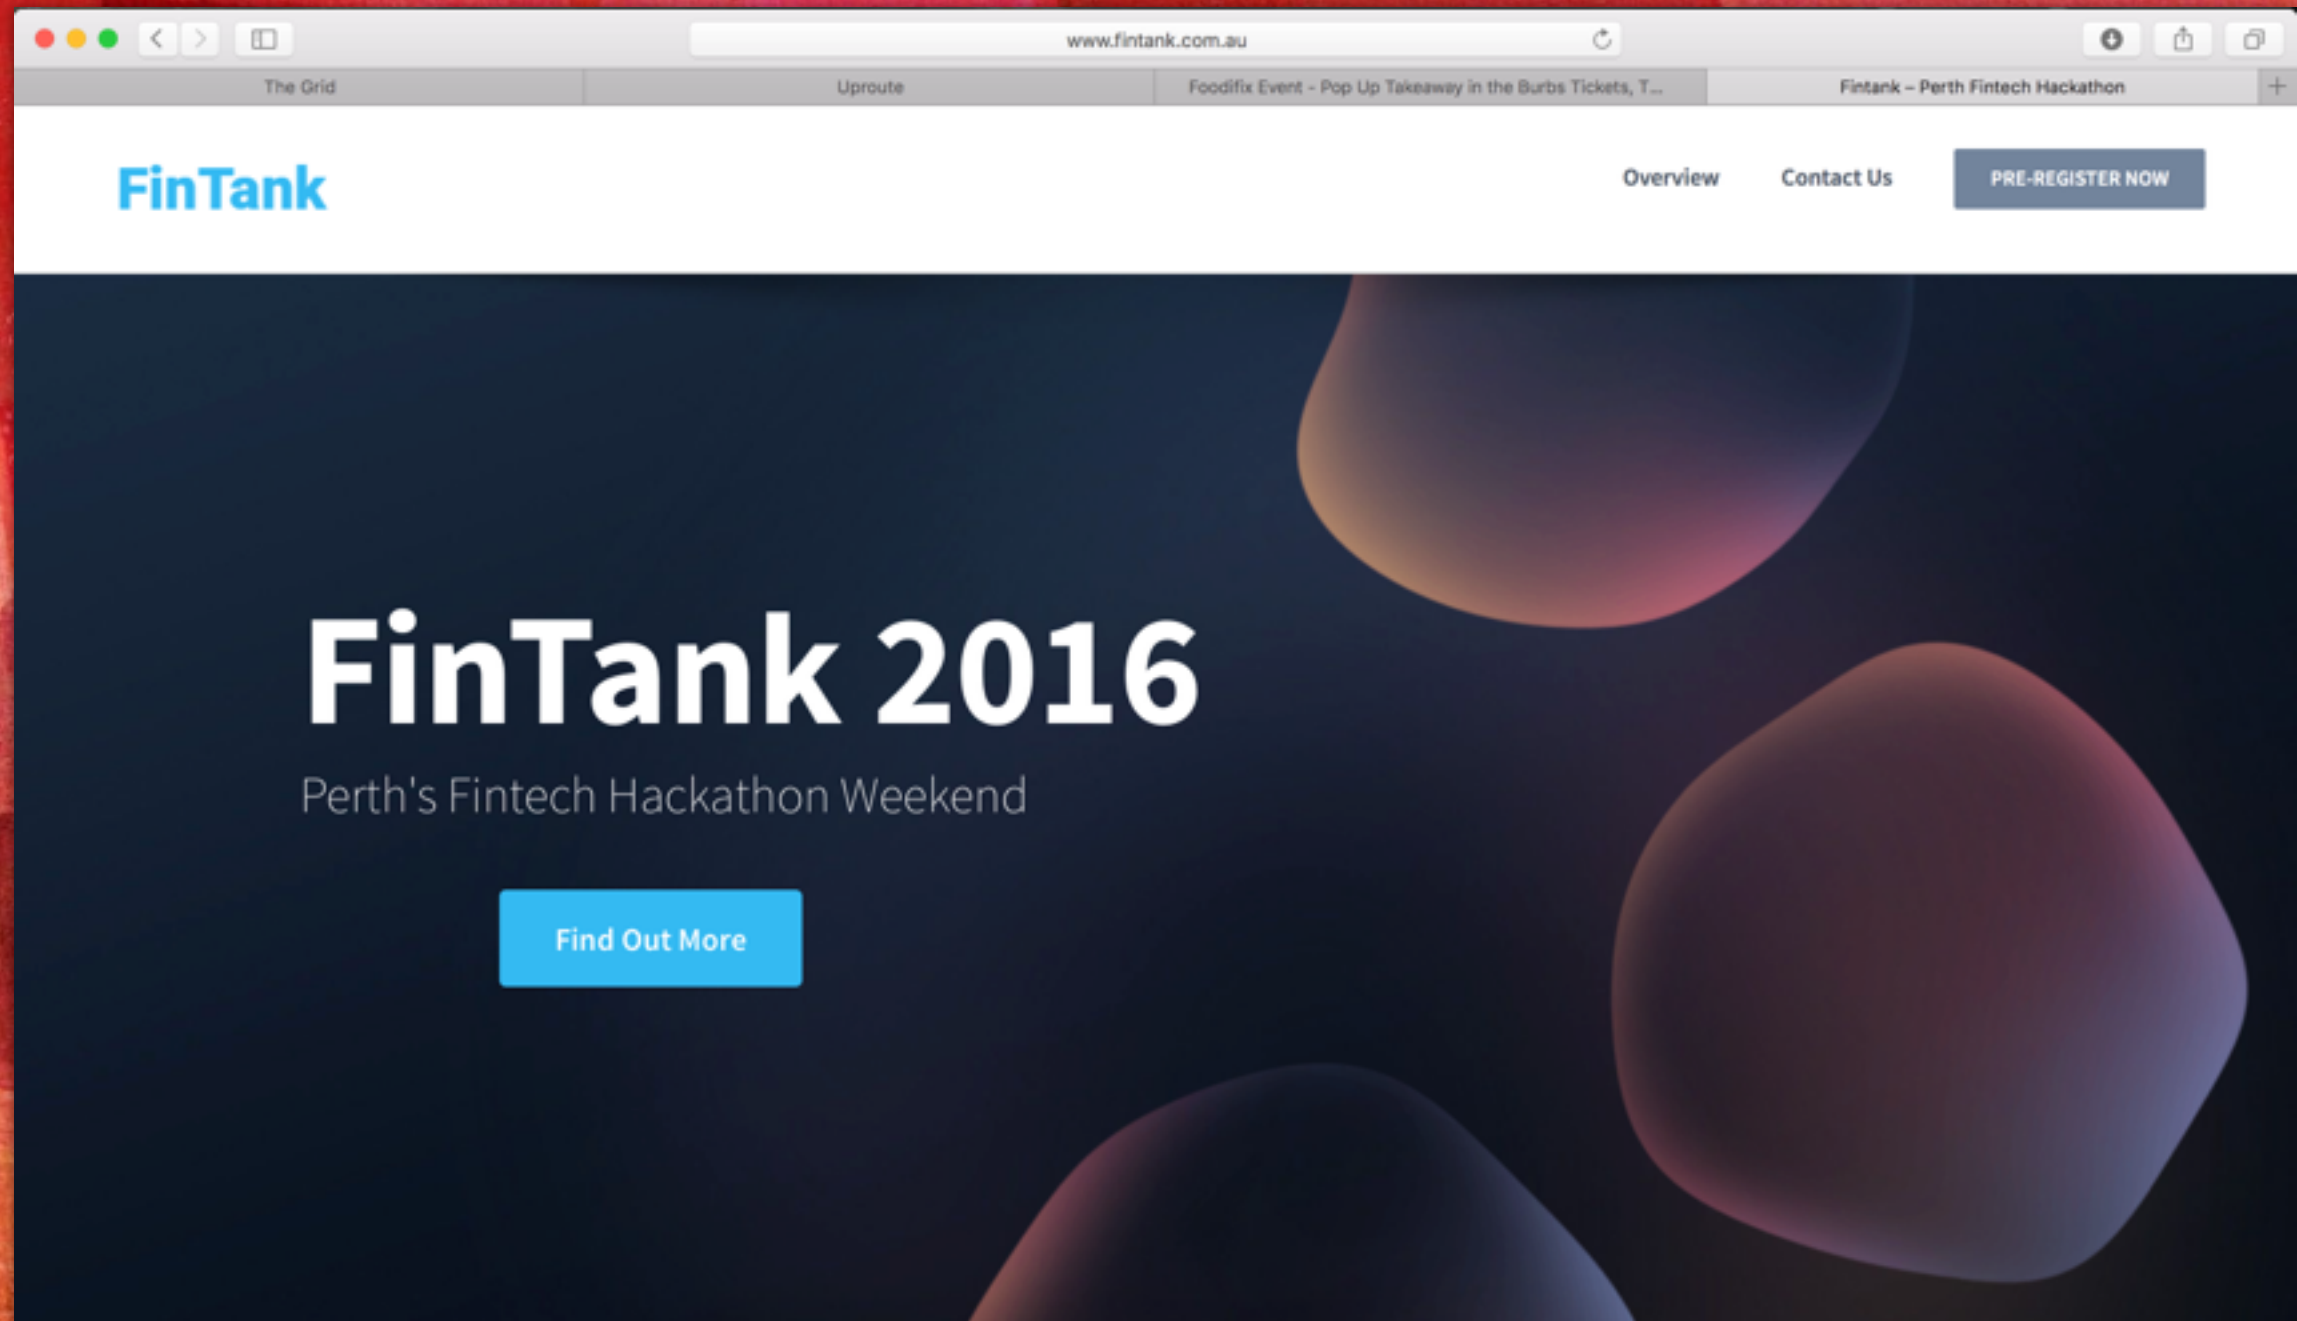 www.fintank.com.au
The Grid
Uproute
Foodifix Event - Pop Up Takeaway in the Burbs Tickets, T...
Fintank – Perth Fintech Hackathon
FinTank
Overview
Contact Us
PRE-REGISTER NOW
FinTank 2016
Perth's Fintech Hackathon Weekend
Find Out More